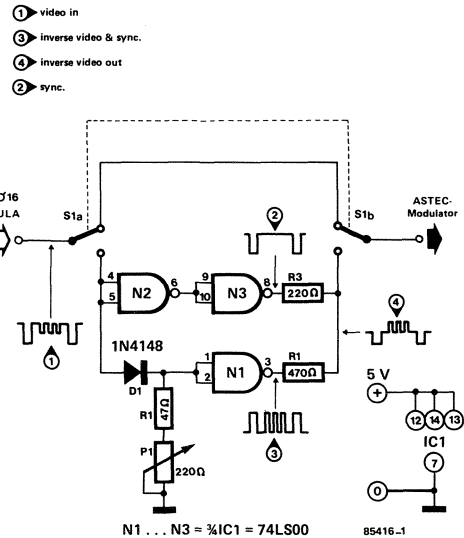 1 video in
3 inverse video & sync.
4 inverse video out
2 sync.
16
ULA
S1a
S1b
ASTEC-
Modulator
2
4
5
N2
6
9
10
N3
8
R3
220Ω
4
1
1N4148
D1
1
2
N1
3
R1
470Ω
5 V
+
12 14 13
IC1
R1
47Ω
P1
220Ω
3
7
0
N1 . . . N3 = ¾IC1 = 74LS00
85416-1